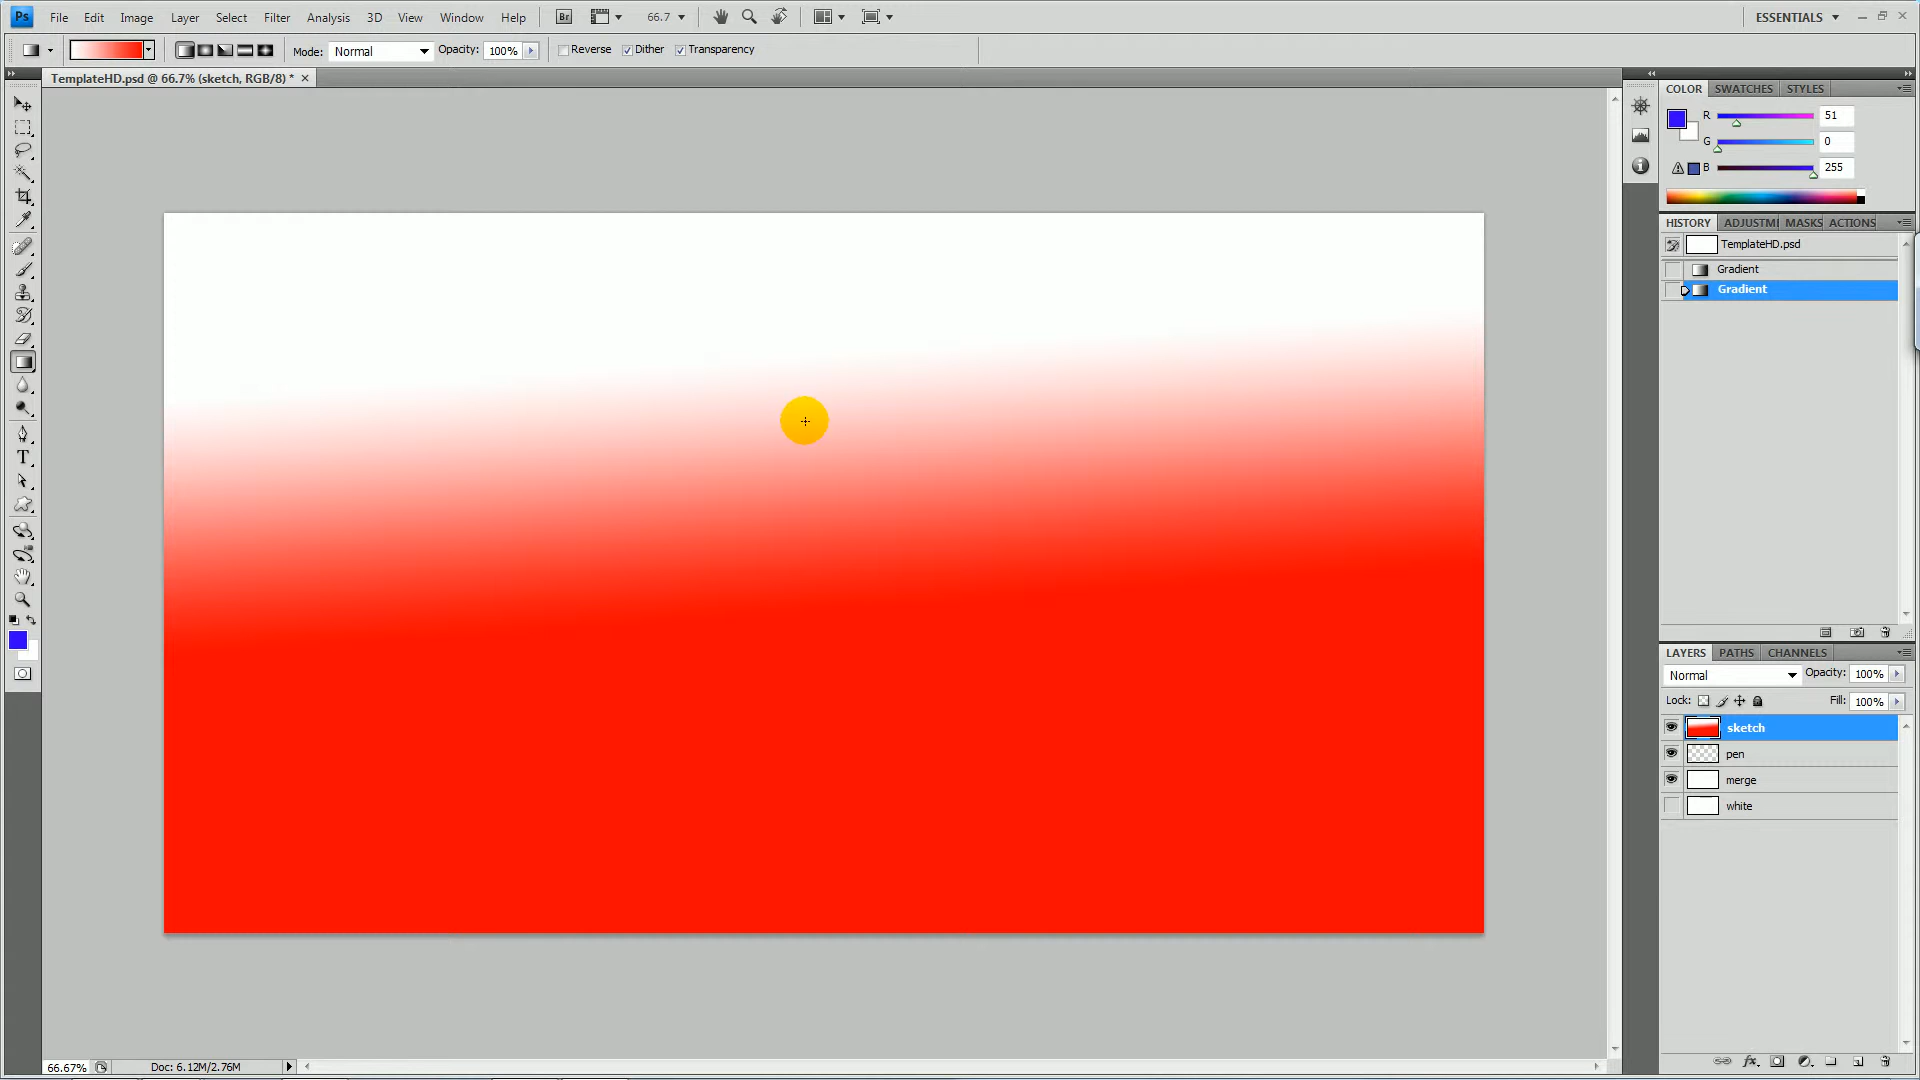 Ps File Edit Image Layer Select Filter Analysis 3D View Window Help Br 66.7 ESSENTIALS
Mode: Normal Opacity: 100% Reverse Dither Transparency
TemplateHD.psd @ 66.7% (sketch, RGB/8) *
COLOR SWATCHES STYLES
R 51
G 0
B 255
HISTORY ADJUSTMI MASKS ACTIONS
TemplateHD.psd
Gradient
Gradient
T
LAYERS PATHS CHANNELS
Normal Opacity: 100%
Lock: Fill: 100%
sketch
pen
merge
white
fx
66.67% Doc: 6.12M/2.76M